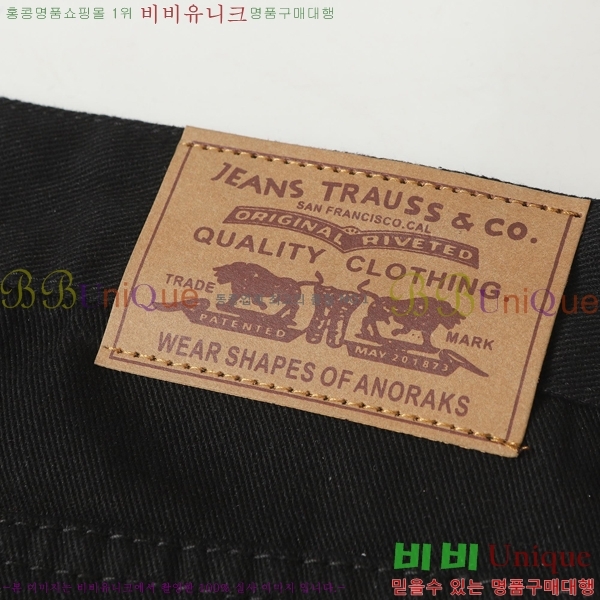 홍콩명품쇼핑몰 1위 비비유니크명품구매대행
JEANS TRAUSS & CO.
SAN FRANCISCO.CAL
ORIGINAL RIVETED
QUALITY CLOTHING
TRADE MARK
PATENTED MAY 20 1873
WEAR SHAPES OF ANORAKS
BBUniQue BBUniQue
비비 Unique
믿을수 있는 명품구매대행